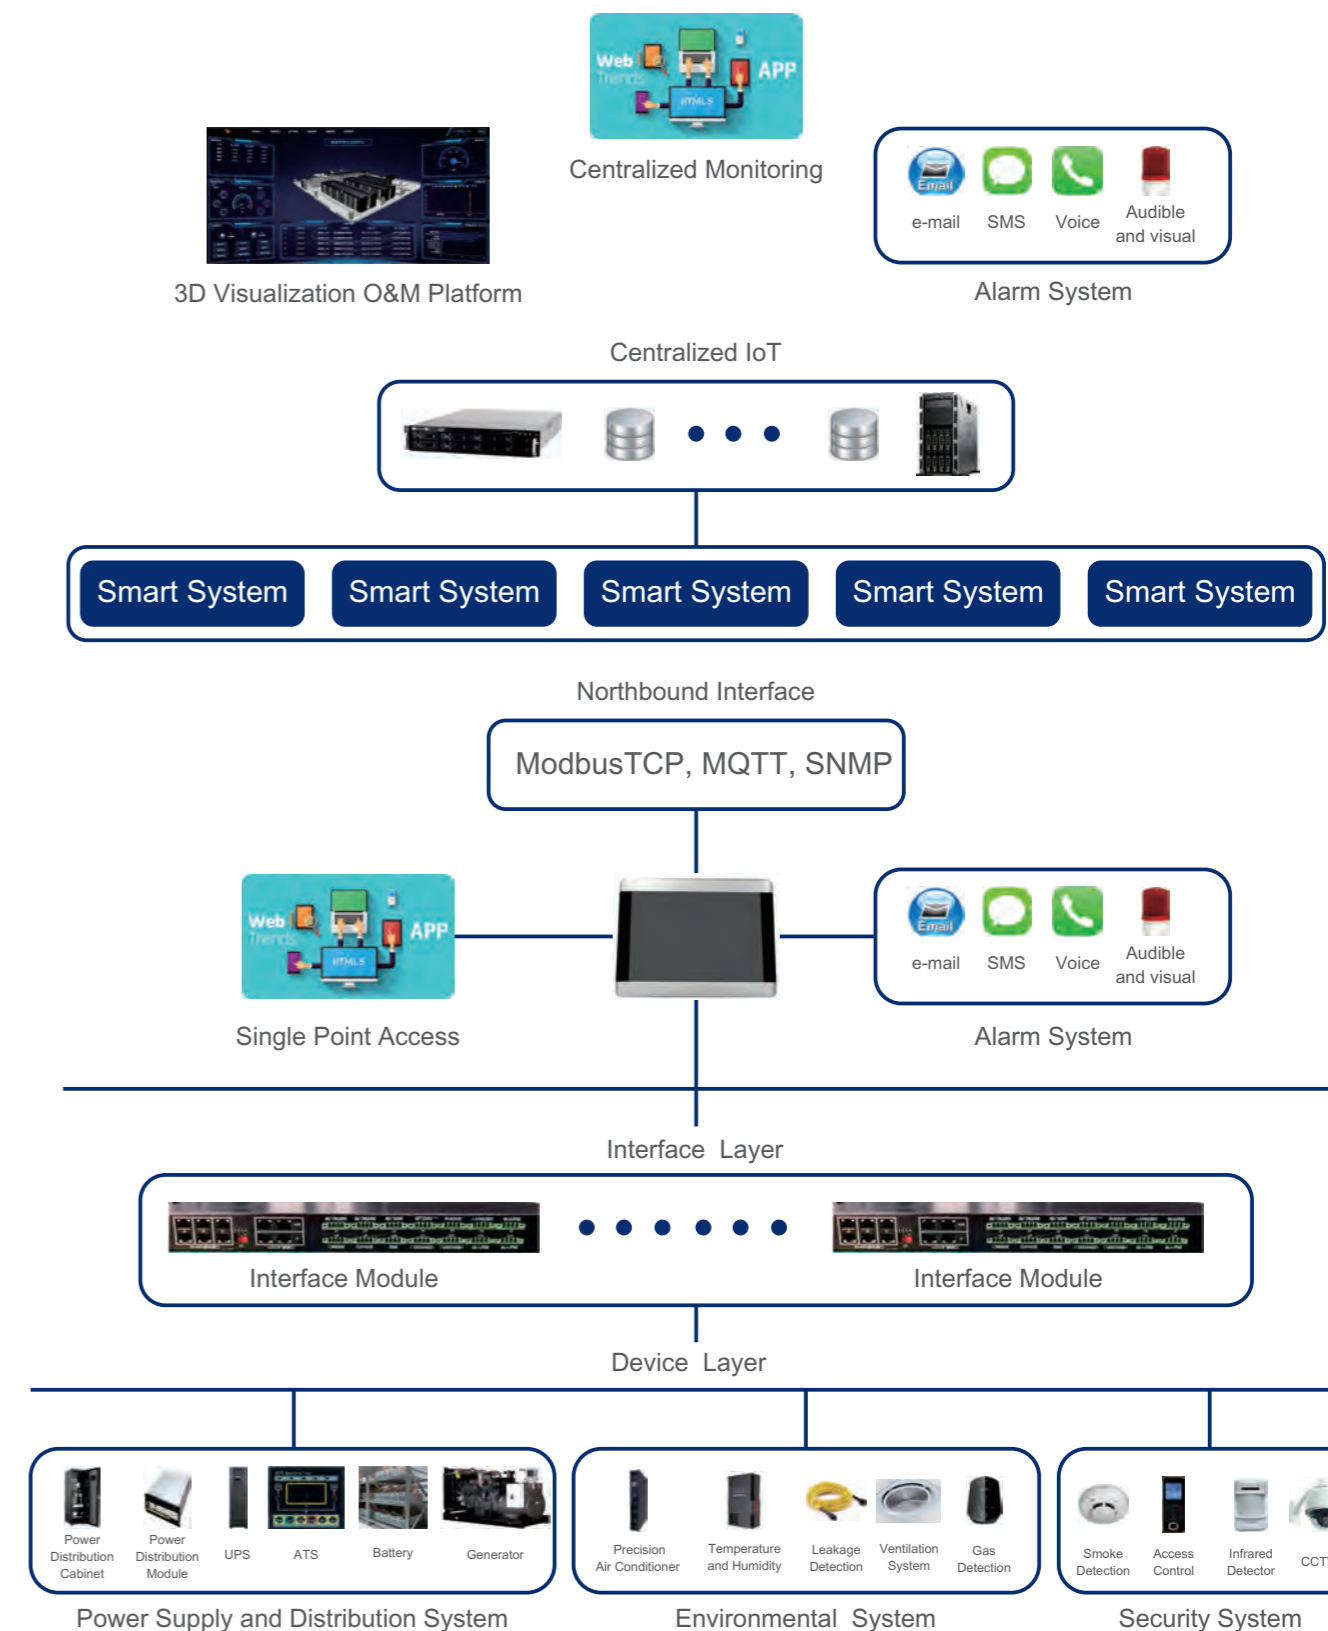 Web
Trends
APP
HTML5
Centralized Monitoring
Email
e-mail
SMS
Voice
Audible
and visual
Alarm System
3D Visualization O&M Platform
Centralized IoT
Smart System
Smart System
Smart System
Smart System
Smart System
Northbound Interface
ModbusTCP, MQTT, SNMP
Web
Trends
APP
HTML5
Single Point Access
Email
e-mail
SMS
Voice
Audible
and visual
Alarm System
Interface Layer
Interface Module
Interface Module
Device Layer
Power
Distribution
Cabinet
Power
Distribution
Module
UPS
ATS
Battery
Generator
Power Supply and Distribution System
Precision
Air Conditioner
Temperature
and Humidity
Leakage
Detection
Ventilation
System
Gas
Detection
Environmental System
Smoke
Detection
Access
Control
Infrared
Detector
Security System